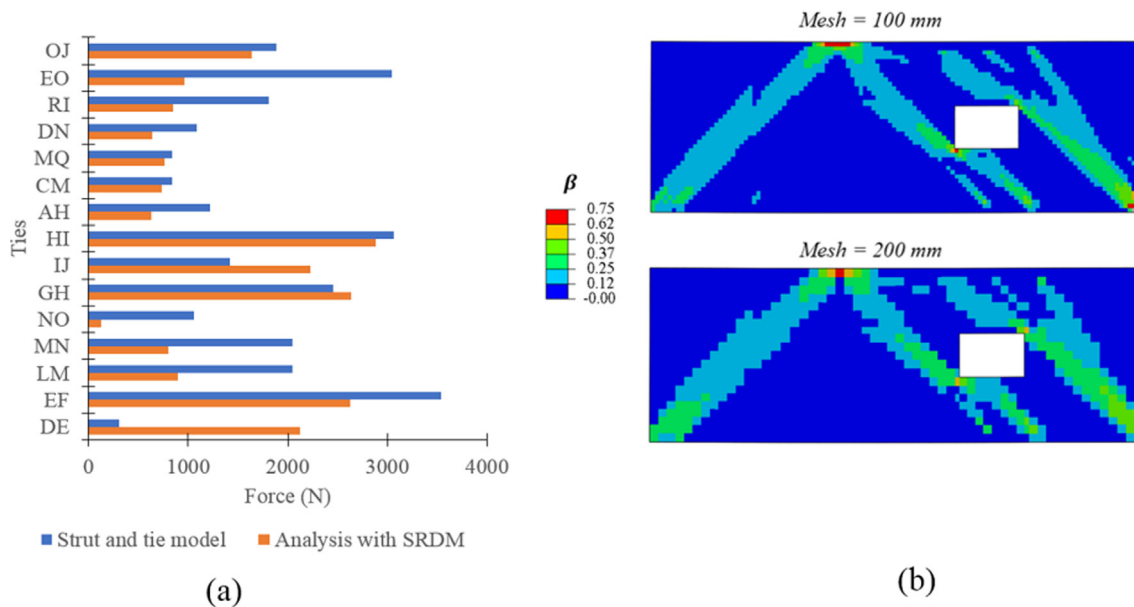 (a)
OJ
EO
RI
DN
MQ
CM
AH
HI
IJ
GH
NO
MN
LM
EF
DE
Ties
0 1000 2000 3000 4000
Force (N)
Strut and tie model Analysis with SRDM
(a)
(b)
Mesh = 100 mm
β
0.75
0.62
0.50
0.37
0.25
0.12
-0.00
Mesh = 200 mm
(b)